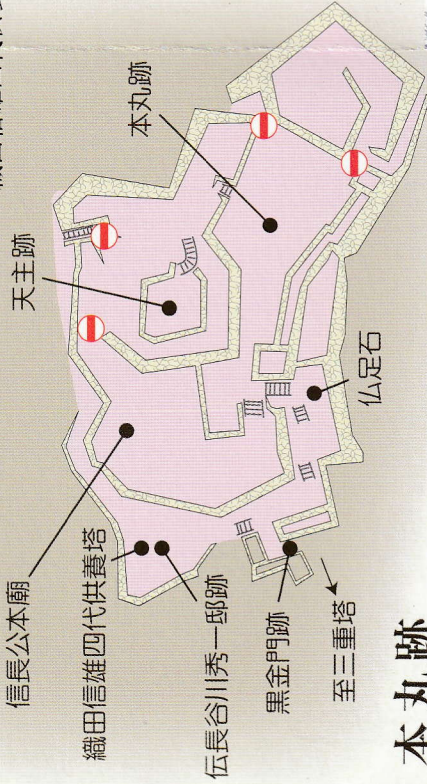 本丸跡
天主跡
信長公本廟
織田信雄四代供養塔
伝長谷川秀一邸跡
黒金門跡
至三重塔
仏足石
本丸跡